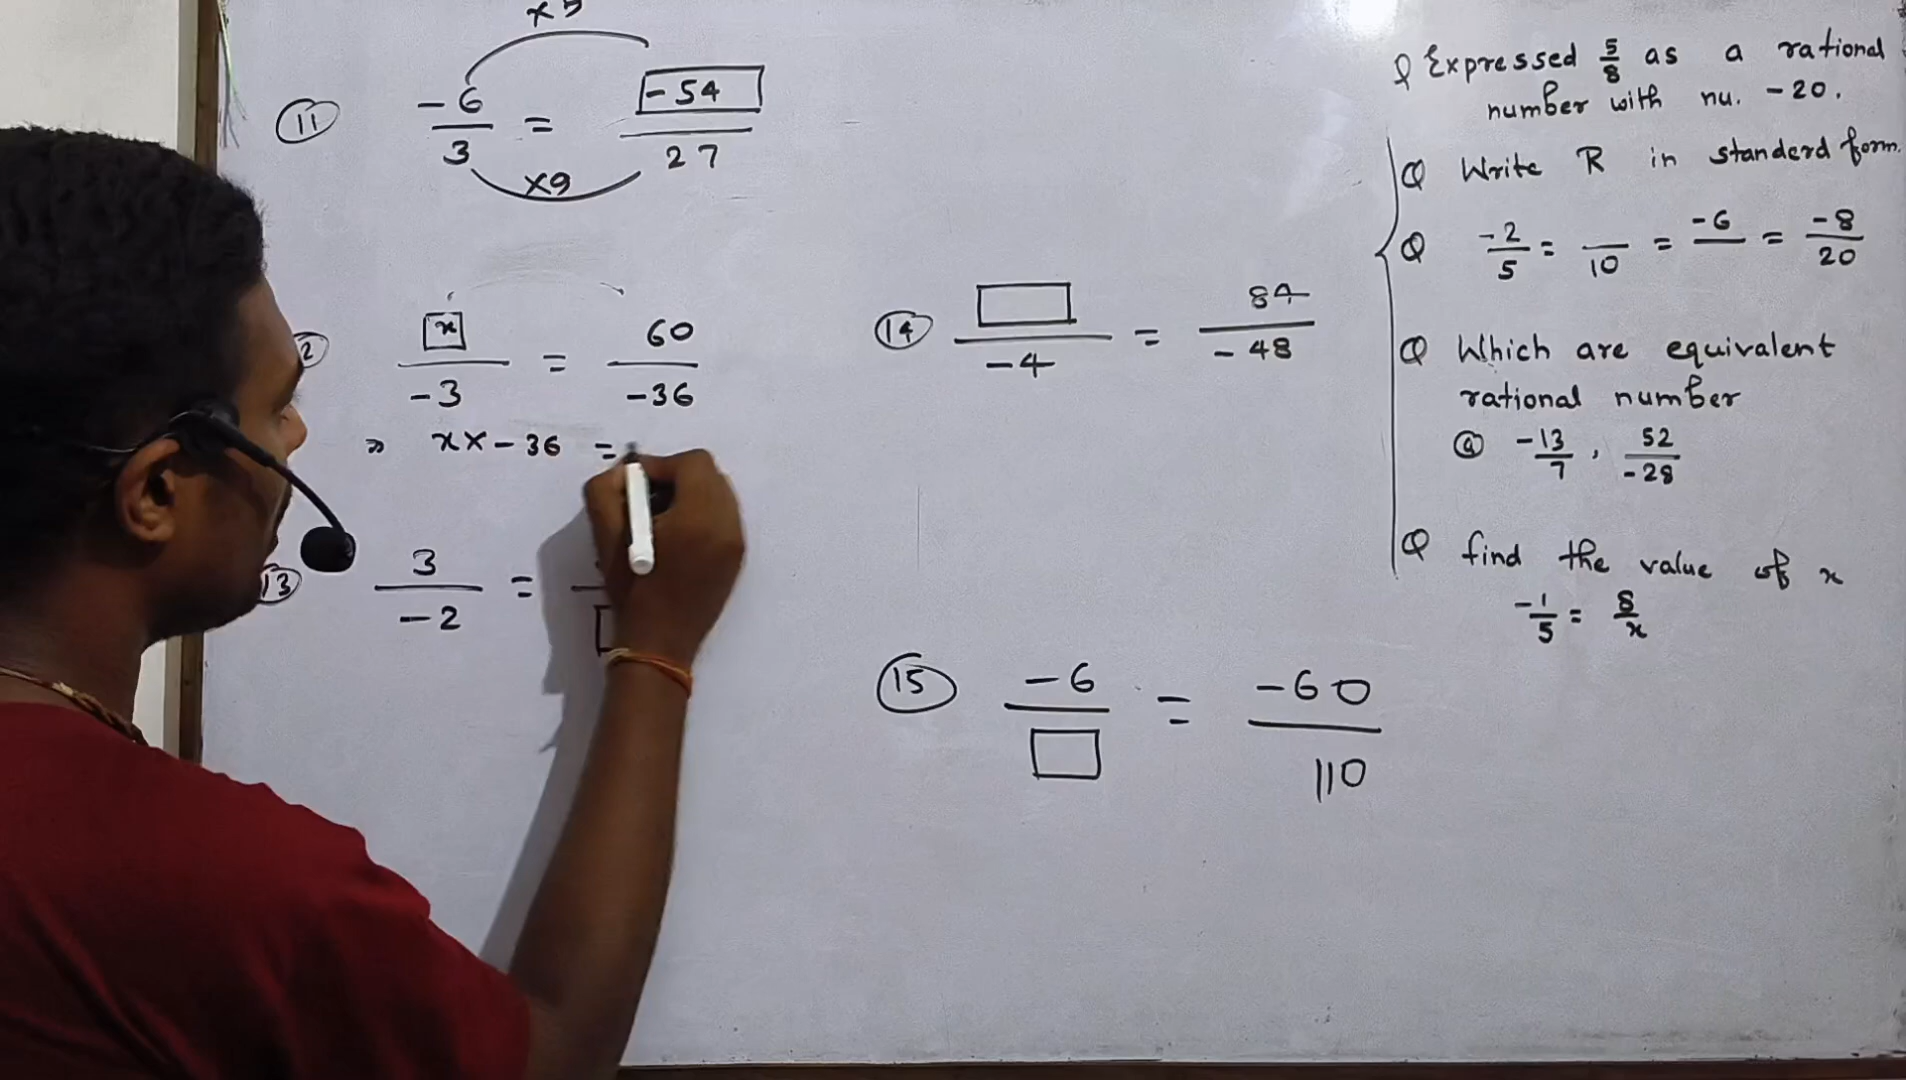 ×9
⑪ -6/3 = -54/27
×9
2 x/-3 = 60/-36
» x × - 36 =
13 3/-2 =
⑭ □/-4 = 84/-48
⑮ -6/□ = -60/110
Q Expressed 5/8 as a rational
number with nu. -20.
Q Write R in standerd form.
Q -2/5 = __/10 = -6/__ = -8/20
Q Which are equivalent
rational number
ⓐ -13/7 , 52/-28
Q find the value of x
-1/5 = 8/x